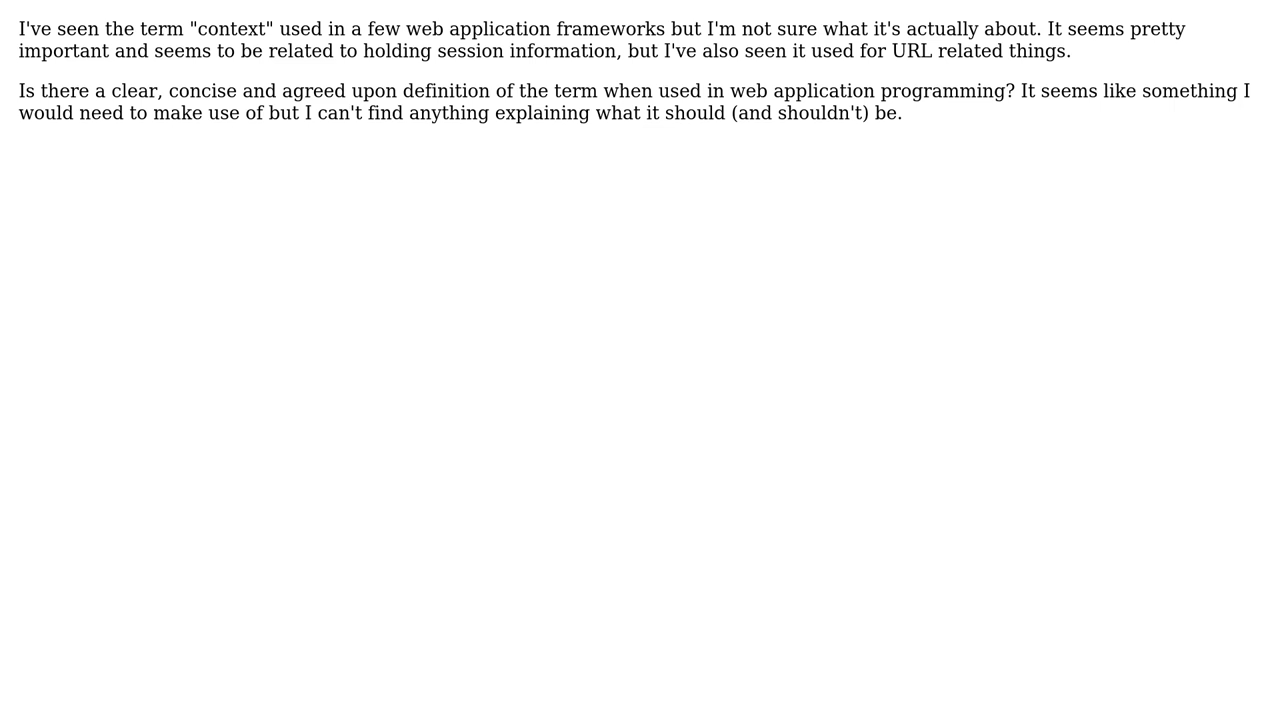 I've seen the term "context" used in a few web application frameworks but I'm not sure what it's actually about. It seems pretty
important and seems to be related to holding session information, but I've also seen it used for URL related things.
Is there a clear, concise and agreed upon definition of the term when used in web application programming? It seems like something I
would need to make use of but I can't find anything explaining what it should (and shouldn't) be.